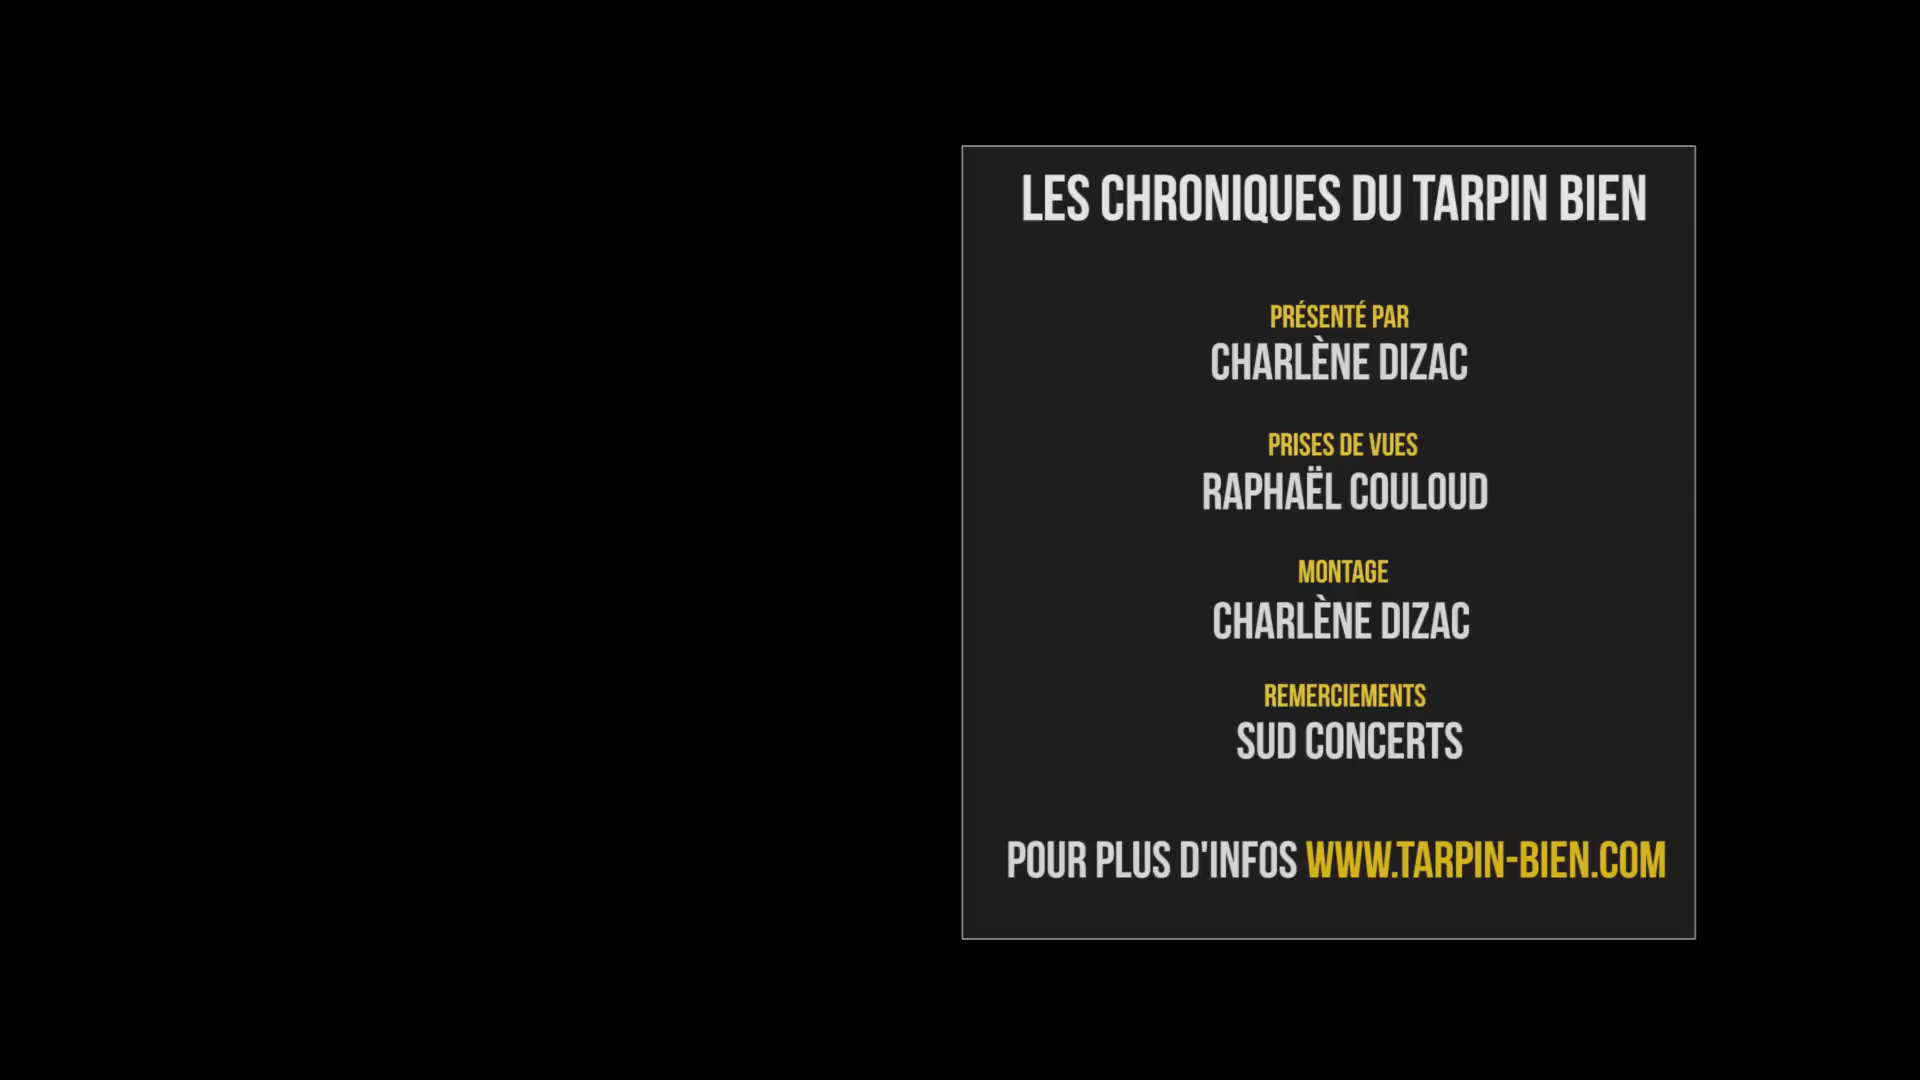 LES CHRONIQUES DU TARPIN BIEN
PRÉSENTÉ PAR
CHARLÈNE DIZAC
PRISES DE VUES
RAPHAËL COULOUD
MONTAGE
CHARLÈNE DIZAC
REMERCIEMENTS
SUD CONCERTS
POUR PLUS D'INFOS WWW.TARPIN-BIEN.COM